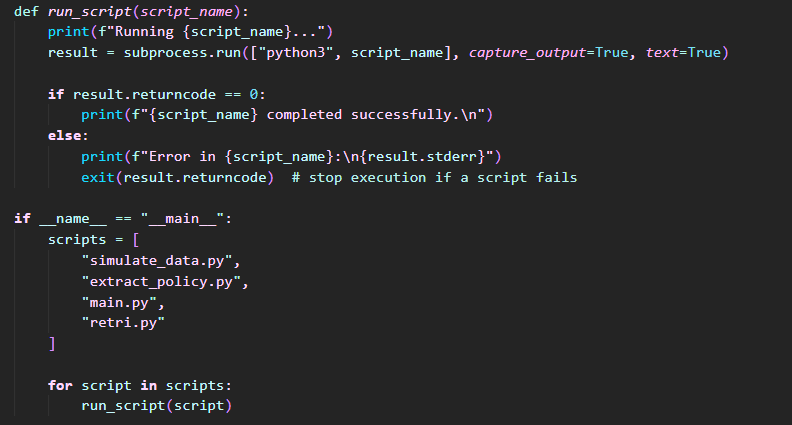 def run_script(script_name):
    print(f"Running {script_name}...")
    result = subprocess.run(["python3", script_name], capture_output=True, text=True)

    if result.returncode == 0:
        print(f"{script_name} completed successfully.\n")
    else:
        print(f"Error in {script_name}:\n{result.stderr}")
        exit(result.returncode)  # stop execution if a script fails

if __name__ == "__main__":
    scripts = [
        "simulate_data.py",
        "extract_policy.py",
        "main.py",
        "retri.py"
    ]

    for script in scripts:
        run_script(script)